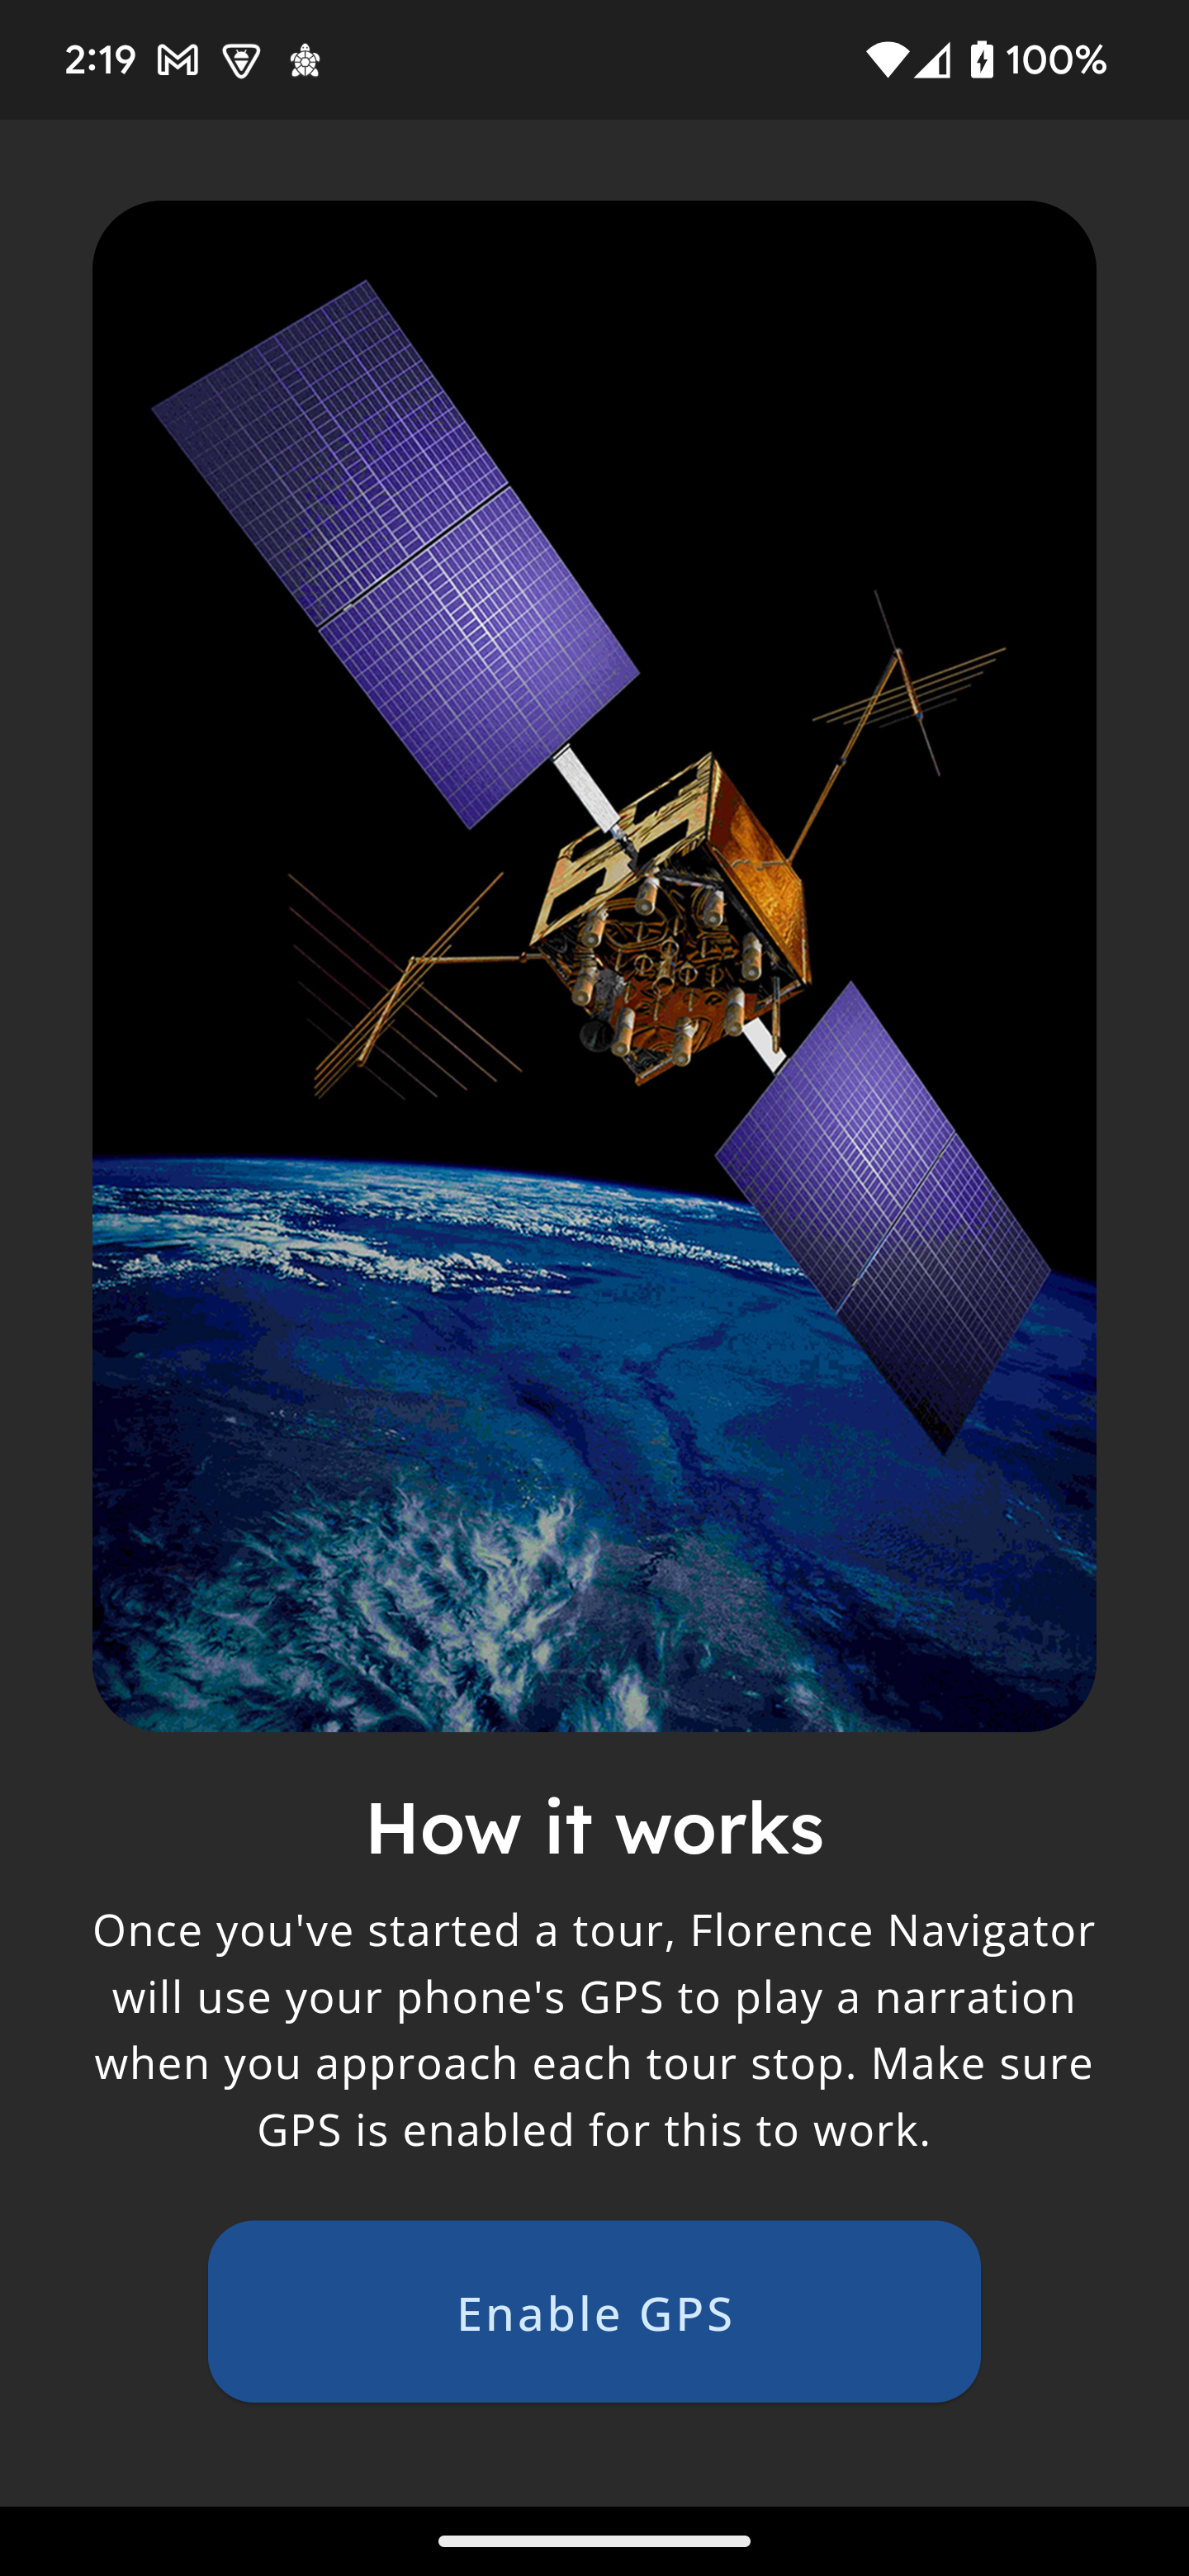 2:19 100%
How it works
Once you've started a tour, Florence Navigator
will use your phone's GPS to play a narration
when you approach each tour stop. Make sure
GPS is enabled for this to work.
Enable GPS